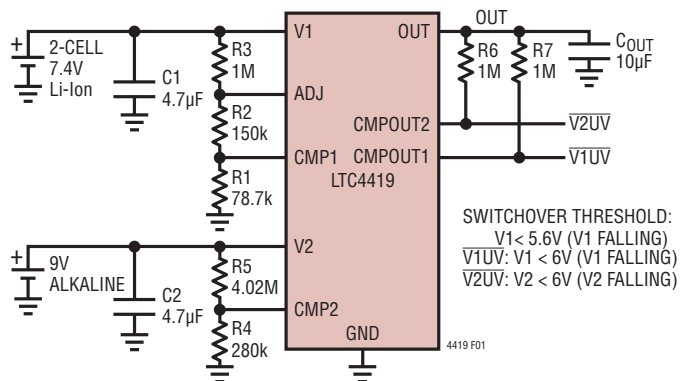 2-CELL
7.4V
Li-Ion
C1
4.7µF
R3
1M
R2
150k
R1
78.7k
V1
ADJ
CMP1
OUT
CMPOUT2
CMPOUT1
LTC4419
OUT
R6
1M
R7
1M
COUT
10µF
V2UV
V1UV
SWITCHOVER THRESHOLD:
V1< 5.6V (V1 FALLING)
V1UV: V1 < 6V (V1 FALLING)
V2UV: V2 < 6V (V2 FALLING)
9V
ALKALINE
C2
4.7µF
R5
4.02M
R4
280k
V2
CMP2
GND
4419 F01